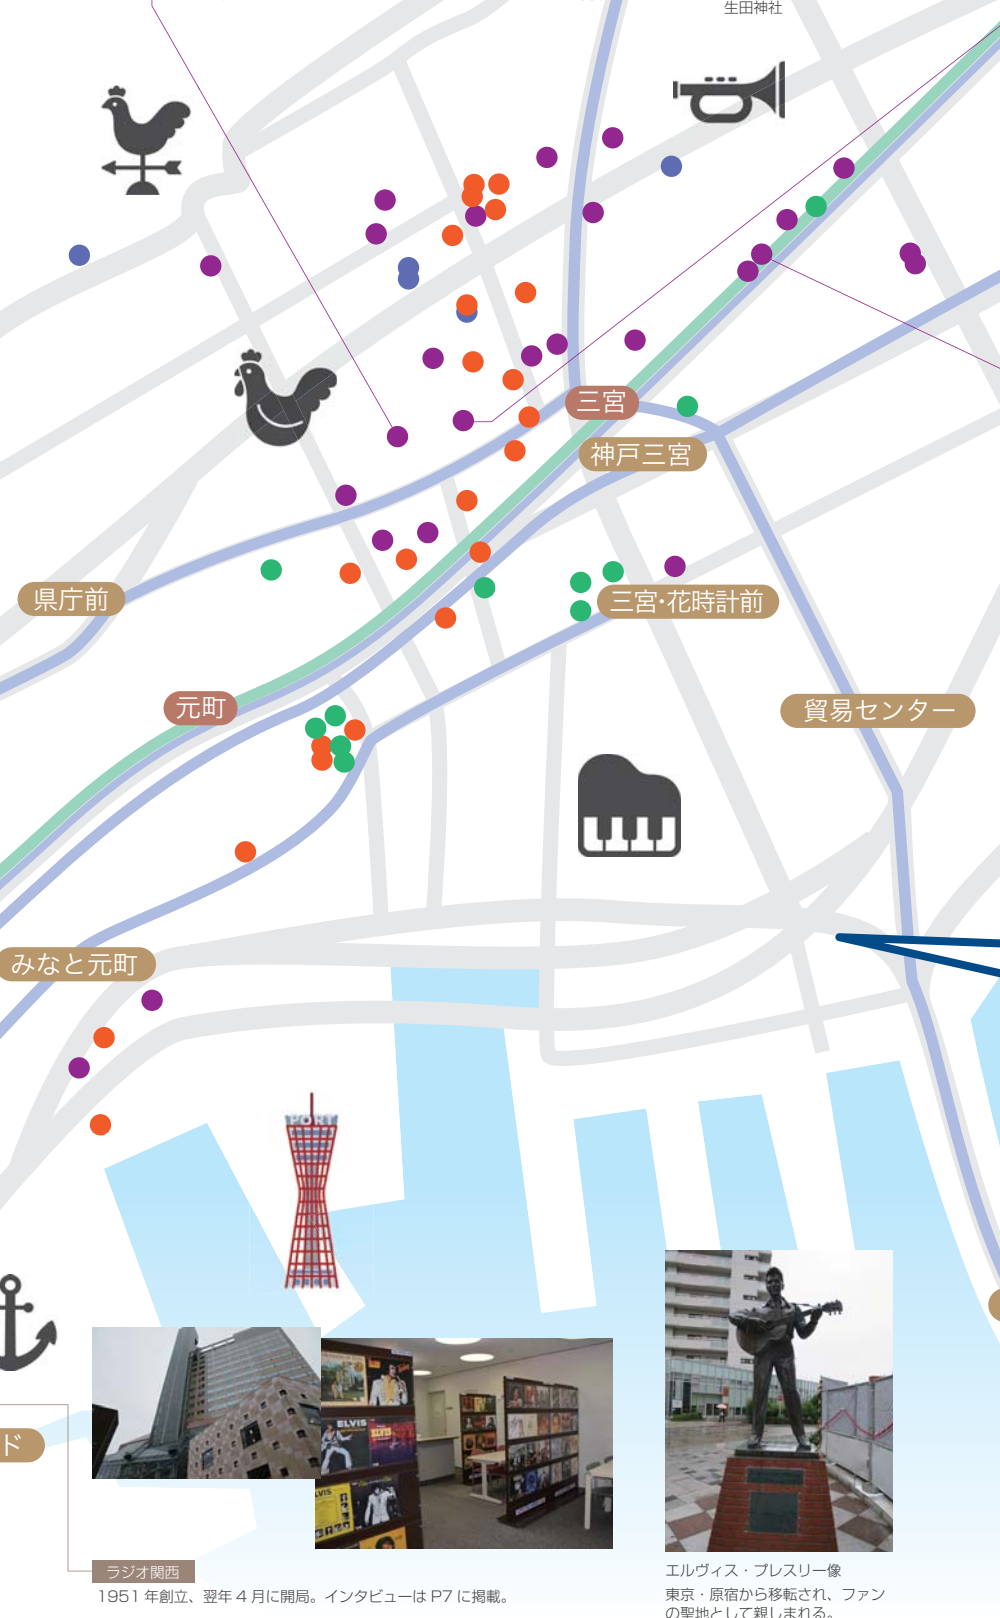 生田神社
三宮
神戸三宮
県庁前
三宮・花時計前
元町
貿易センター
みなと元町
PORT
ド
ELVIS
ELVIS
ラジオ関西
1951 年創立、翌年 4 月に開局。インタビューは P7 に掲載。
エルヴィス・プレスリー像
東京・原宿から移転され、ファン
の聖地として親しまれる。